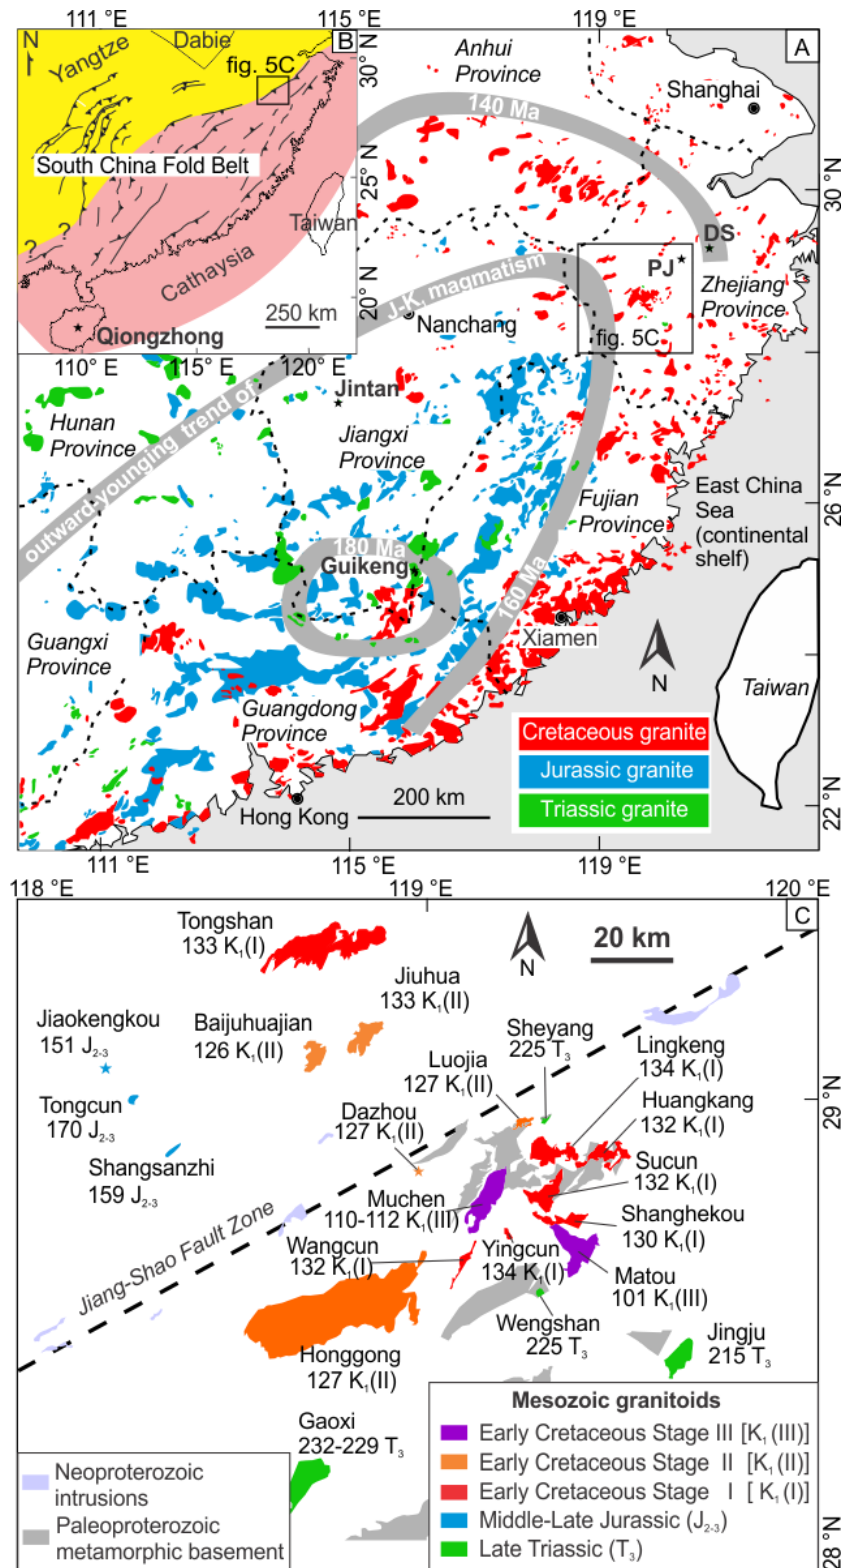 111 °E
115 °E
119 °E
N
Dabie
B
30 °N
Yangtze
fig. 5C
South China Fold Belt
25 °N
Taiwan
Cathaysia
20 °N
250 km
Qiongzhong
110 °E
115 °E
120 °E
A
Anhui
Province
Shanghai
140 Ma
30 °N
DS
PJ
Zhejiang
Province
J-K, magmatism
Nanchang
fig. 5C
outward younging trend of
Jintan
Hunan
Province
Jiangxi
Province
East China
Sea
(continental
shelf)
26 °N
Fujian
Province
180 Ma
Guikeng
160 Ma
Xiamen
Guangxi
Province
N
Taiwan
Guangdong
Province
Cretaceous granite
Jurassic granite
Triassic granite
200 km
Hong Kong
22 °N
111 °E
115 °E
119 °E
118 °E
119 °E
120 °E
C
Tongshan
133 K₁(I)
N
20 km
Jiuhua
133 K₁(II)
Jiaokengkou
151 J₂₋₃
Baijuhuajian
126 K₁(II)
Sheyang
225 T₃
Lingkeng
134 K₁(I)
Luojia
127 K₁(II)
Tongcun
170 J₂₋₃
Dazhou
127 K₁(II)
Huangkang
132 K₁(I)
29 °N
Shangsanzhi
159 J₂₋₃
Sucun
132 K₁(I)
Muchen
110-112 K₁(III)
Shanghekou
130 K₁(I)
Jiang-Shao Fault Zone
Wangcun
132 K₁(I)
Yingcun
134 K₁(I)
Matou
101 K₁(III)
Wengshan
225 T₃
Jingju
215 T₃
Honggong
127 K₁(II)
Gaoxi
232-229 T₃
Mesozoic granitoids
Early Cretaceous Stage III [K₁(III)]
Early Cretaceous Stage II [K₁(II)]
Early Cretaceous Stage I [ K₁(I)]
Middle-Late Jurassic (J₂₋₃)
Late Triassic (T₃)
Neoproterozoic
intrusions
Paleoproterozoic
metamorphic basement
28 °N
? ?